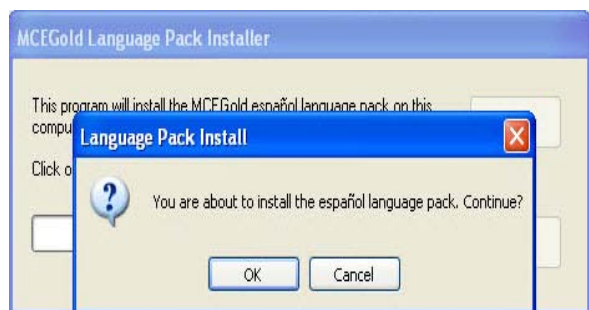 MCEGold Language Pack Installer
This program will install the MCEGold español language pack on this
compu
Click o
Language Pack Install
You are about to install the español language pack. Continue?
OK
Cancel